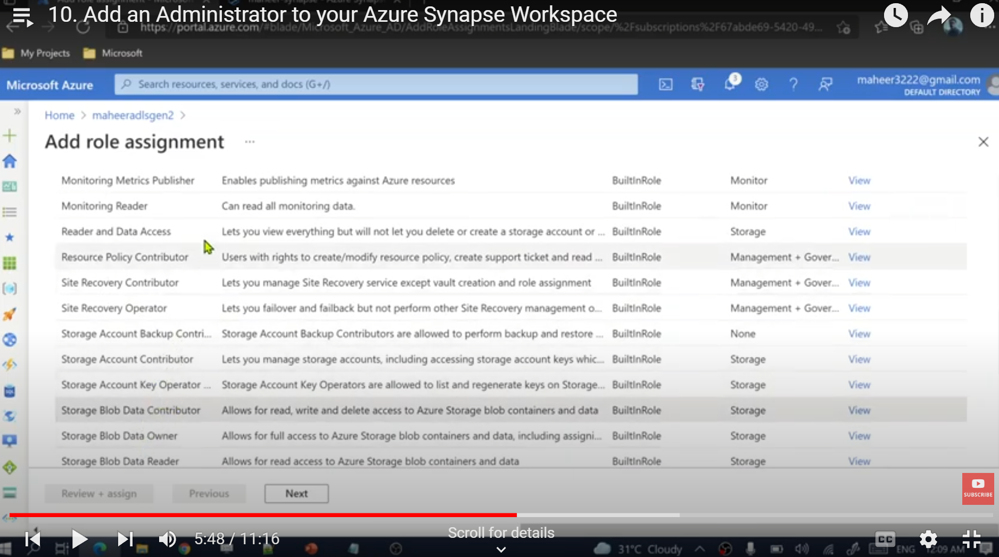 10. Add an Administrator to your Azure Synapse Workspace
https://portal.azure.com/#blade/Microsoft_Azure_AD/AddRoleAssignmentsLandingBlade/scope/%2Fsubscriptions%2F67abde69-5420-49...
My Projects Microsoft
Microsoft Azure Search resources, services, and docs (G+/) 3 maheer3222@gmail.com
DEFAULT DIRECTORY
Home > maheeradlsgen2 >
Add role assignment ...
Monitoring Metrics Publisher Enables publishing metrics against Azure resources BuiltInRole Monitor View
Monitoring Reader Can read all monitoring data. BuiltInRole Monitor View
Reader and Data Access Lets you view everything but will not let you delete or create a storage account or ... BuiltInRole Storage View
Resource Policy Contributor Users with rights to create/modify resource policy, create support ticket and read ... BuiltInRole Management + Gover... View
Site Recovery Contributor Lets you manage Site Recovery service except vault creation and role assignment BuiltInRole Management + Gover... View
Site Recovery Operator Lets you failover and failback but not perform other Site Recovery management o... BuiltInRole Management + Gover... View
Storage Account Backup Contri... Storage Account Backup Contributors are allowed to perform backup and restore ... BuiltInRole None View
Storage Account Contributor Lets you manage storage accounts, including accessing storage account keys whic... BuiltInRole Storage View
Storage Account Key Operator ... Storage Account Key Operators are allowed to list and regenerate keys on Storage... BuiltInRole Storage View
Storage Blob Data Contributor Allows for read, write and delete access to Azure Storage blob containers and data BuiltInRole Storage View
Storage Blob Data Owner Allows for full access to Azure Storage blob containers and data, including assigni... BuiltInRole Storage View
Storage Blob Data Reader Allows for read access to Azure Storage blob containers and data BuiltInRole Storage View
Review + assign Previous Next
SUBSCRIBE
5:48 / 11:16 Scroll for details CC
31°C Cloudy ENG 12:09 AM